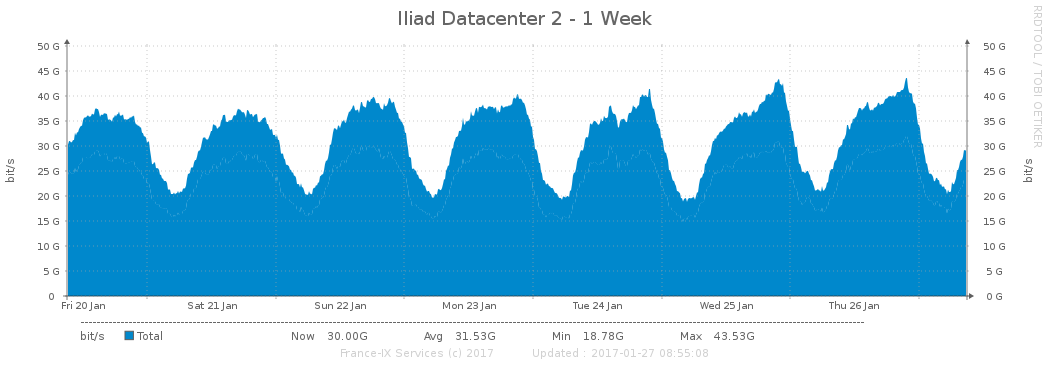 Iliad Datacenter 2 - 1 Week
RRDTOOL / TOBI OETIKER
bit/s
50 G 50 G
45 G 45 G
40 G 40 G
35 G 35 G
30 G 30 G
25 G 25 G
20 G 20 G
15 G 15 G
10 G 10 G
5 G 5 G
0 0 G
bit/s
Fri 20 Jan Sat 21 Jan Sun 22 Jan Mon 23 Jan Tue 24 Jan Wed 25 Jan Thu 26 Jan
bit/s Total Now 30.00G Avg 31.53G Min 18.78G Max 43.53G
France-IX Services (c) 2017 Updated : 2017-01-27 08:55:08